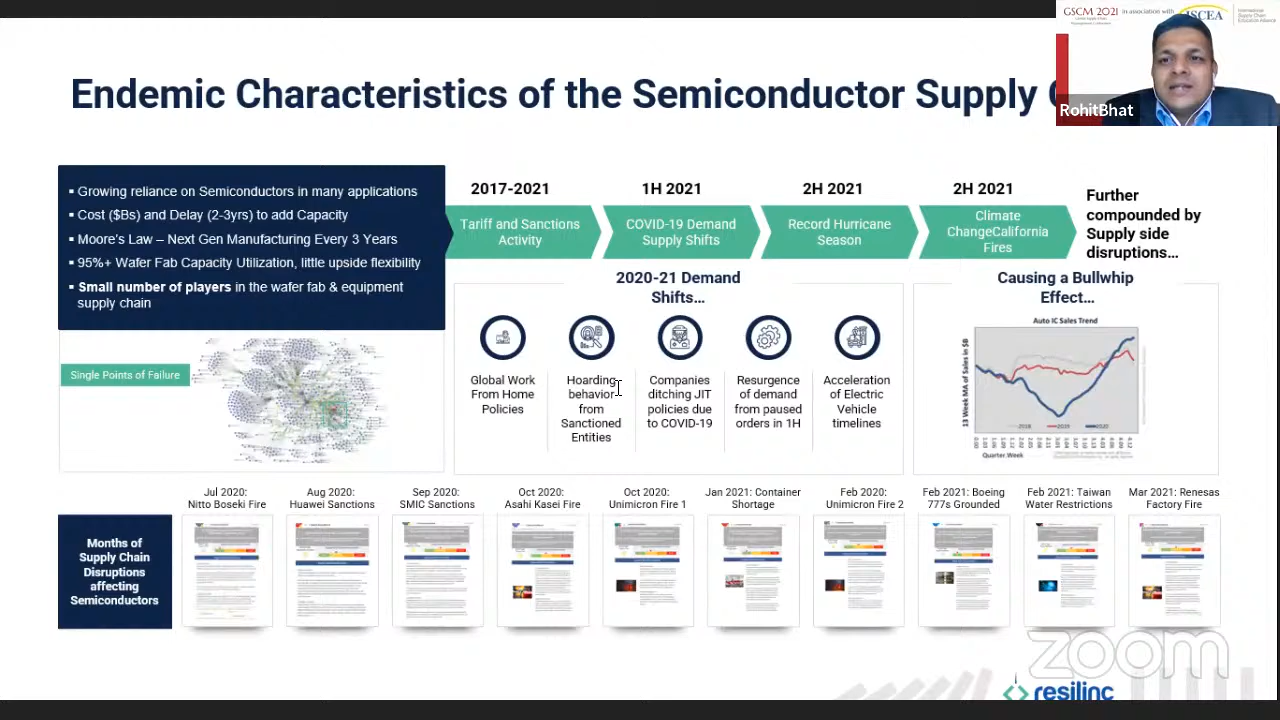 GSCM 2021
in association with
ISCEA
International
Supply Chain
Education Alliance
RohitBhat
Endemic Characteristics of the Semiconductor Supply
▪ Growing reliance on Semiconductors in many applications
▪ Cost ($Bs) and Delay (2-3yrs) to add Capacity
▪ Moore's Law – Next Gen Manufacturing Every 3 Years
▪ 95%+ Wafer Fab Capacity Utilization, little upside flexibility
▪ Small number of players in the wafer fab & equipment
supply chain
2017-2021
Tariff and Sanctions
Activity
1H 2021
COVID-19 Demand
Supply Shifts
2H 2021
Record Hurricane
Season
2H 2021
Climate
ChangeCalifornia
Fires
Further
compounded by
Supply side
disruptions…
Single Points of Failure
2020-21 Demand
Shifts…
Global Work
From Home
Policies
Hoarding
behavior
from
Sanctioned
Entities
Companies
ditching JIT
policies due
to COVID-19
Resurgence
of demand
from paused
orders in 1H
Acceleration
of Electric
Vehicle
timelines
Causing a Bullwhip
Effect…
Auto IC Sales Trend
13 Week MA of Sales in $B
2018 2019 2020
Quarter.Week
Months of
Supply Chain
Disruptions
affecting
Semiconductors
Jul 2020:
Nitto Boseki Fire
Aug 2020:
Huawei Sanctions
Sep 2020:
SMIC Sanctions
Oct 2020:
Asahi Kasei Fire
Oct 2020:
Unimicron Fire 1
Jan 2021: Container
Shortage
Feb 2020:
Unimicron Fire 2
Feb 2021: Boeing
777s Grounded
Feb 2021: Taiwan
Water Restrictions
Mar 2021: Renesas
Factory Fire
zoom
resilinc